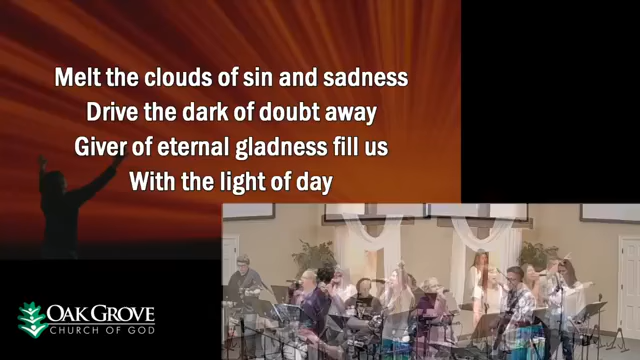 Melt the clouds of sin and sadness
Drive the dark of doubt away
Giver of eternal gladness fill us
With the light of day
OAK GROVE
CHURCH OF GOD